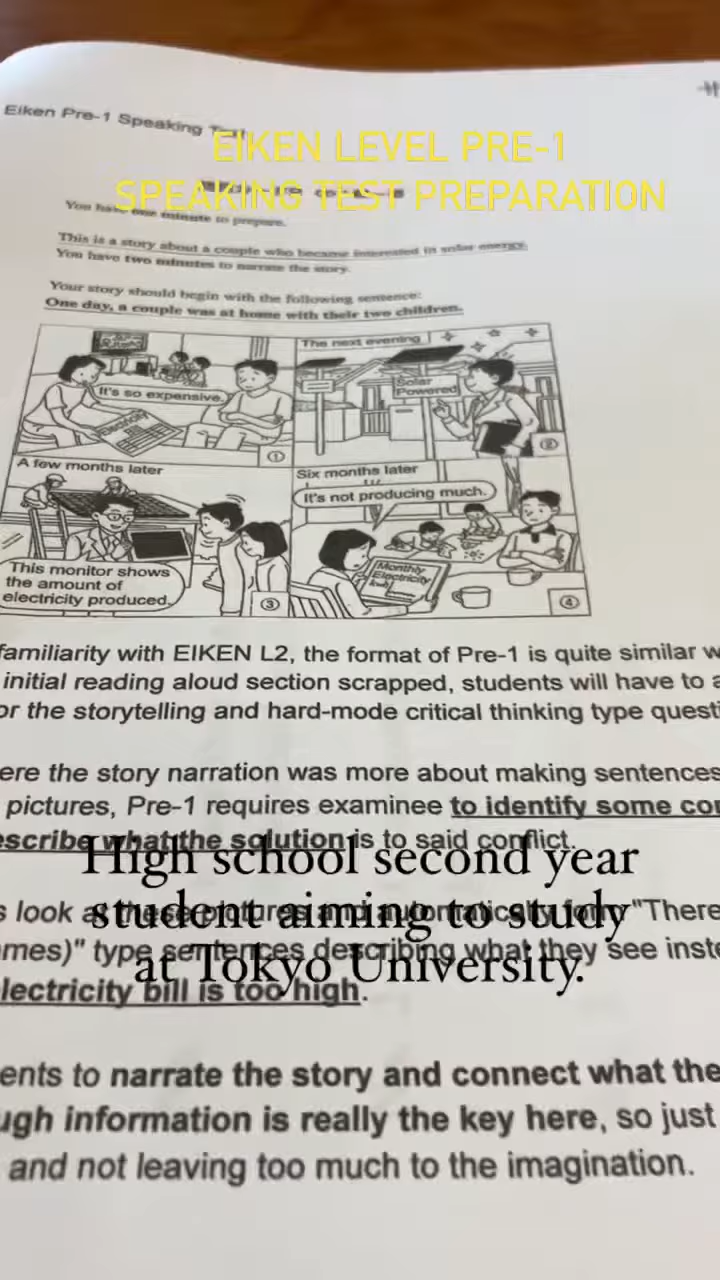 Eiken Pre-1 Speaking Test
EIKEN LEVEL PRE-1
SPEAKING TEST PREPARATION
You have one minute to prepare.
This is a story about a couple who became interested in solar energy.
You have two minutes to narrate the story.
Your story should begin with the following sentence:
One day, a couple was at home with their two children.
It's so expensive.
Electricity
①
The next evening
Solar
Powered
②
A few months later
This monitor shows
the amount of
electricity produced.
③
Six months later
It's not producing much.
Monthly
Electricity
④
familiarity with EIKEN L2, the format of Pre-1 is quite similar w
initial reading aloud section scrapped, students will have to a
or the storytelling and hard-mode critical thinking type questi
ere the story narration was more about making sentences
pictures, Pre-1 requires examinee to identify some con
escribe what the solution is to said conflict.
High school second year
student aiming to study
at Tokyo University.
s look at these pictures and automatically form "There
mes)" type sentences describing what they see inste
lectricity bill is too high.
ents to narrate the story and connect what the
ugh information is really the key here, so just
and not leaving too much to the imagination.